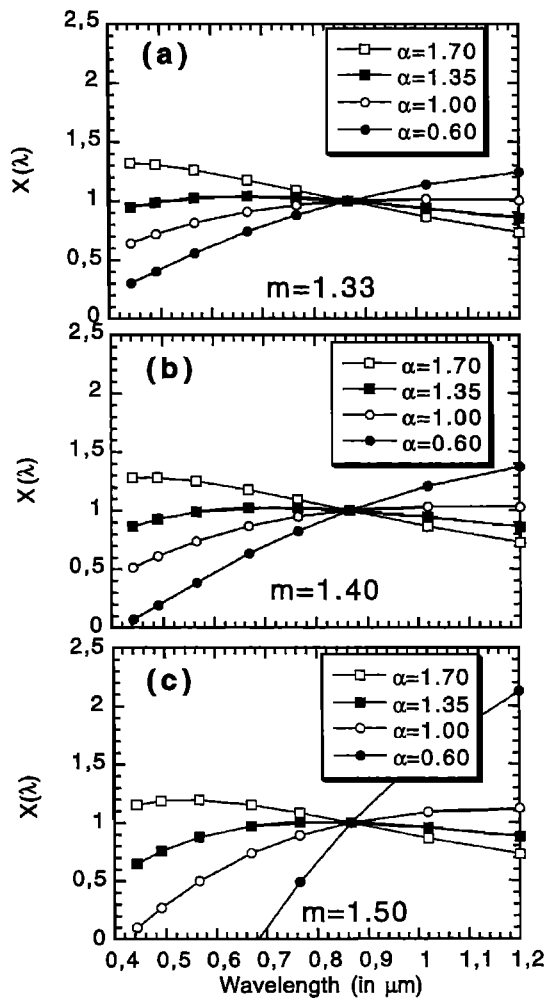 2,5
(a)
α=1.70
α=1.35
α=1.00
α=0.60
2
1,5
X(λ)
1
0,5
m=1.33
0
2,5
(b)
α=1.70
α=1.35
α=1.00
α=0.60
2
1,5
X(λ)
1
0,5
m=1.40
0
2,5
(c)
α=1.70
α=1.35
α=1.00
α=0.60
2
1,5
X(λ)
1
0,5
m=1.50
0
0,4 0,5 0,6 0,7 0,8 0,9 1 1,1 1,2
Wavelength (in μm)